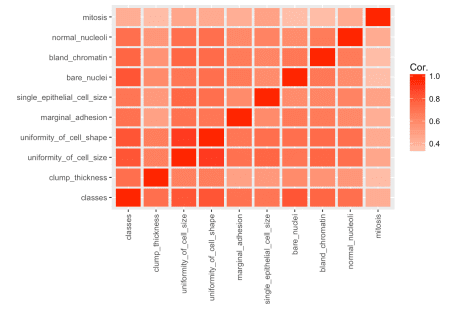 mitosis
normal_nucleoli
bland_chromatin
bare_nuclei
single_epithelial_cell_size
marginal_adhesion
uniformity_of_cell_shape
uniformity_of_cell_size
clump_thickness
classes
Cor.
1.0
0.8
0.6
0.4
classes
clump_thickness
uniformity_of_cell_size
uniformity_of_cell_shape
marginal_adhesion
single_epithelial_cell_size
bare_nuclei
bland_chromatin
normal_nucleoli
mitosis